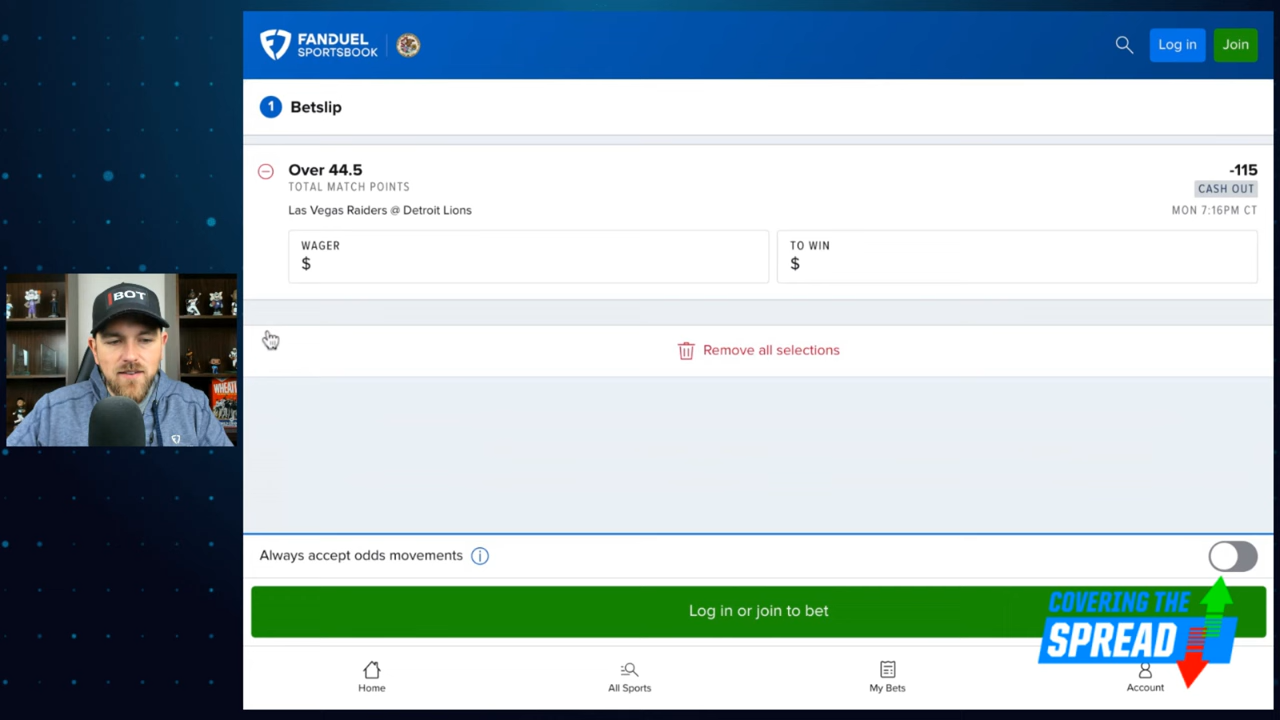 FANDUEL
SPORTSBOOK
Log in
Join
1 Betslip
Over 44.5
-115
TOTAL MATCH POINTS
CASH OUT
Las Vegas Raiders @ Detroit Lions
MON 7:16PM CT
WAGER
$
TO WIN
$
Remove all selections
BOT
WHEATIES
Always accept odds movements
Log in or join to bet
COVERING THE
SPREAD
Home
All Sports
My Bets
Account